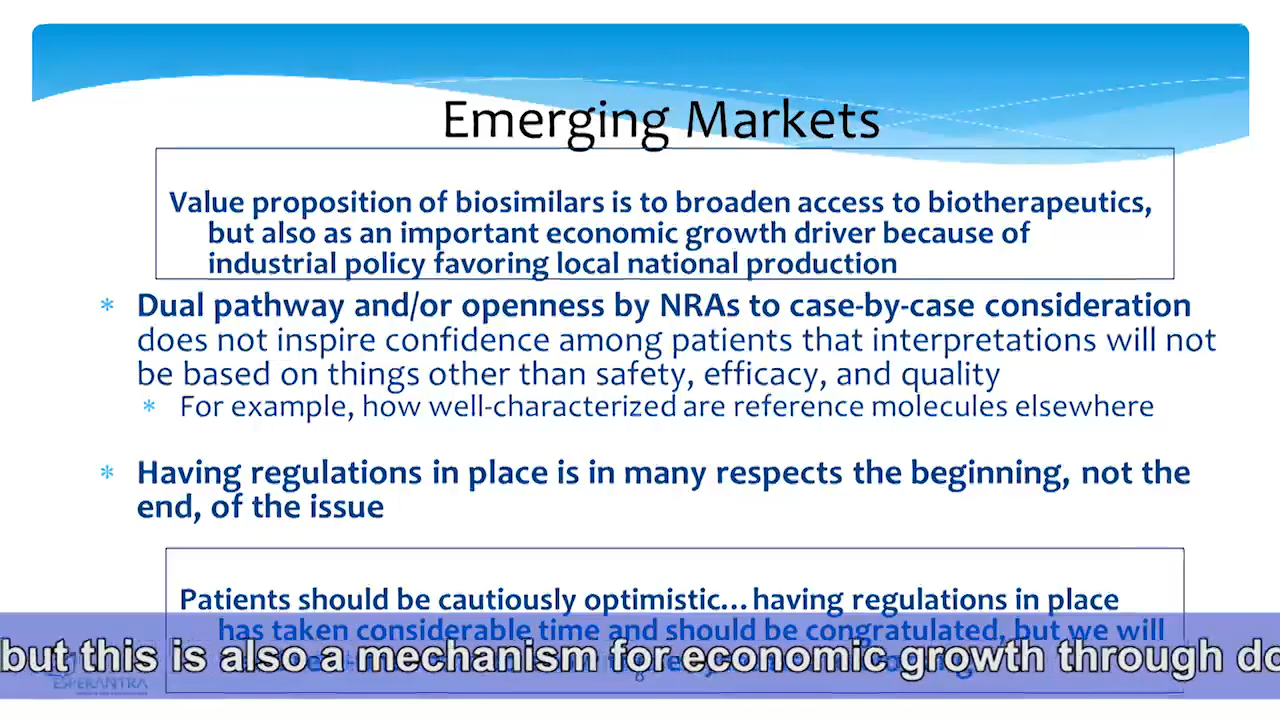 Emerging Markets
Value proposition of biosimilars is to broaden access to biotherapeutics,
but also as an important economic growth driver because of
industrial policy favoring local national production
* Dual pathway and/or openness by NRAs to case-by-case consideration
does not inspire confidence among patients that interpretations will not
be based on things other than safety, efficacy, and quality
* For example, how well-characterized are reference molecules elsewhere
* Having regulations in place is in many respects the beginning, not the
end, of the issue
Patients should be cautiously optimistic...having regulations in place
has taken considerable time and should be congratulated, but we will
but this is also a mechanism for economic growth through do
ESPERANTRA